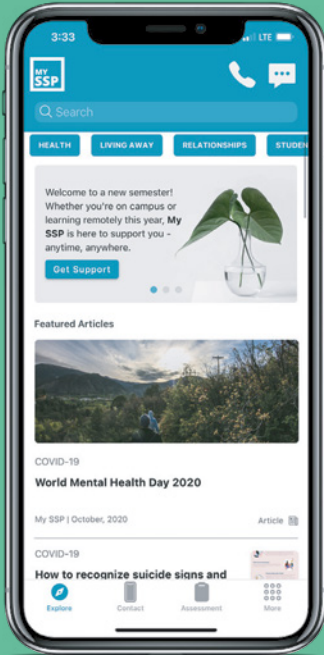 3:33
LTE
MY
SSP
Search
HEALTH
LIVING AWAY
RELATIONSHIPS
STUDEN
Welcome to a new semester!
Whether you're on campus or
learning remotely this year, My
SSP is here to support you -
anytime, anywhere.
Get Support
Featured Articles
COVID-19
World Mental Health Day 2020
My SSP | October, 2020
Article
COVID-19
How to recognize suicide signs and
Explore
Contact
Assessment
More